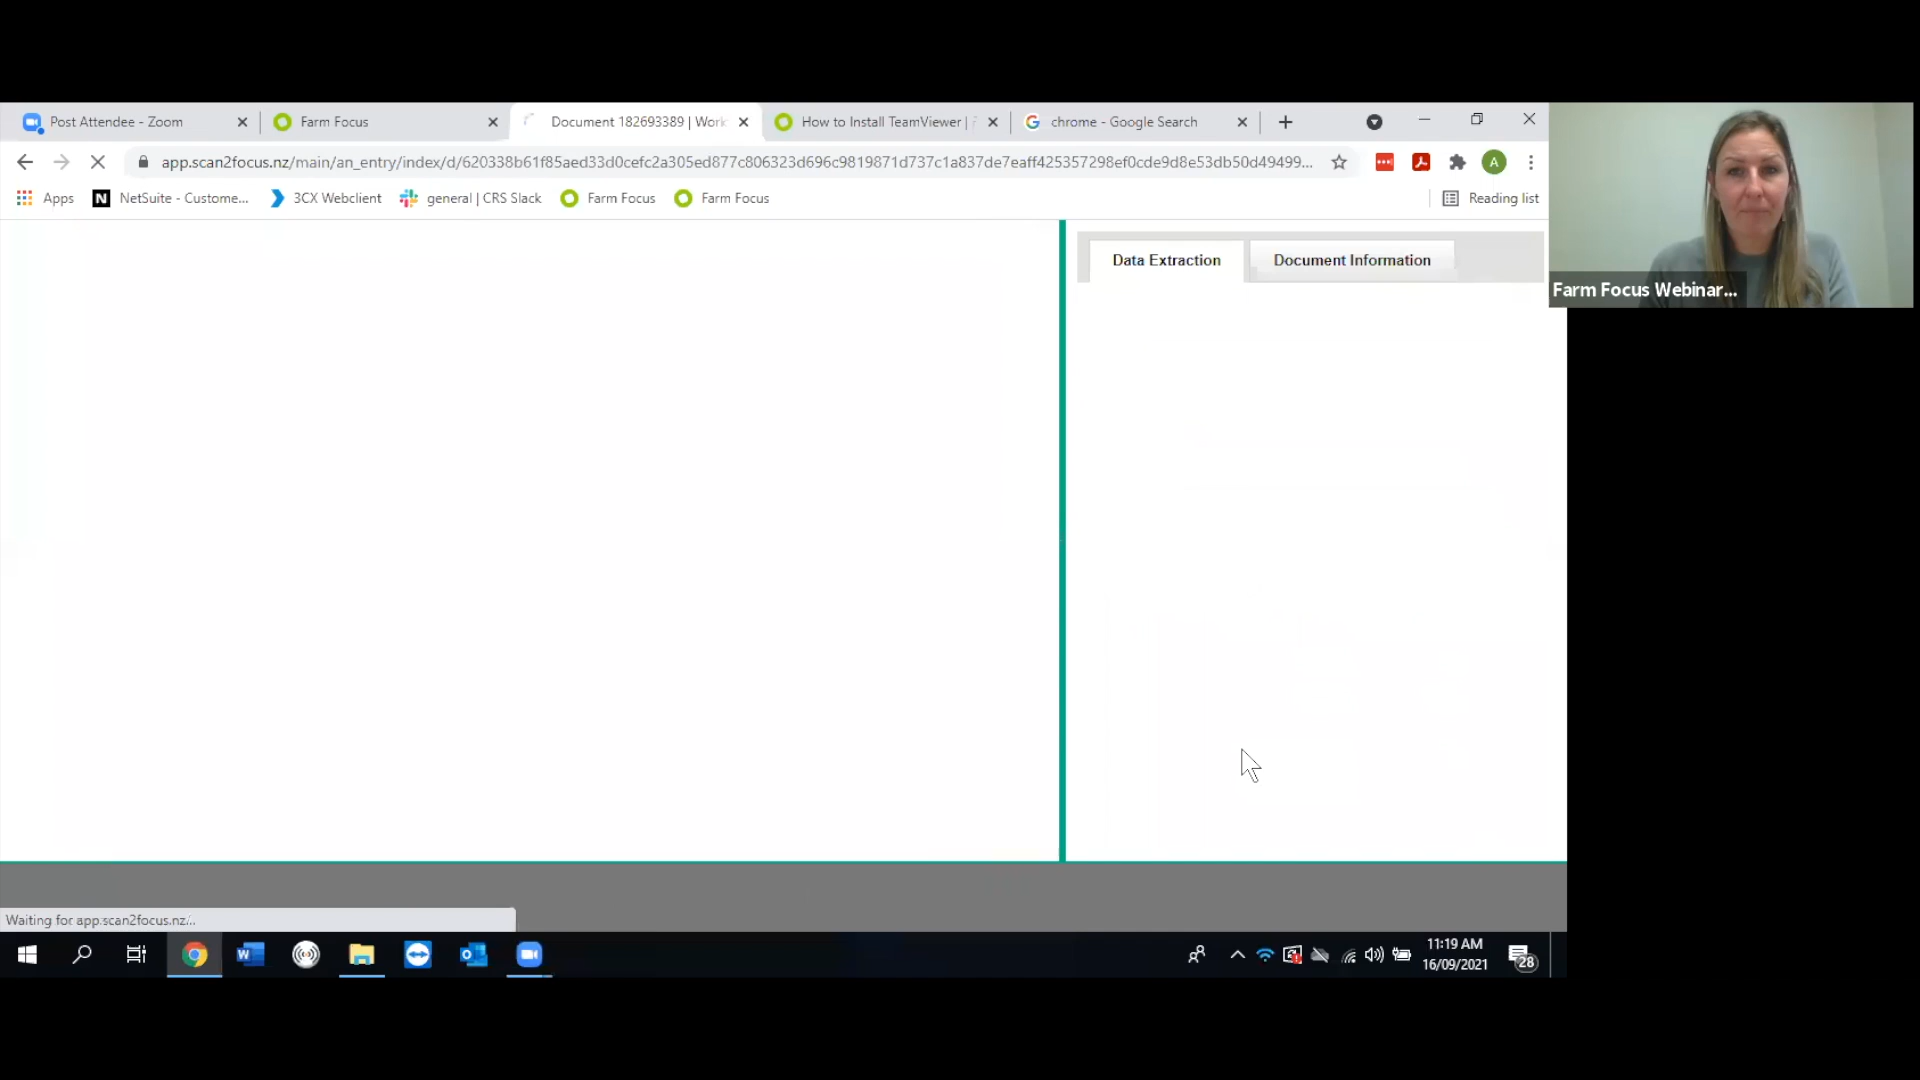 Post Attendee - Zoom
Farm Focus
Document 182693389 | Work
How to Install TeamViewer |
chrome - Google Search
app.scan2focus.nz/main/an_entry/index/d/620338b61f85aed33d0cefc2a305ed877c806323d696c9819871d737c1a837de7eaff425357298ef0cde9d8e53db50d49499...
A
Apps
N
NetSuite - Custome...
3CX Webclient
general | CRS Slack
Farm Focus
Farm Focus
Reading list
Data Extraction
Document Information
Farm Focus Webinar...
Waiting for app.scan2focus.nz...
11:19 AM
16/09/2021
28